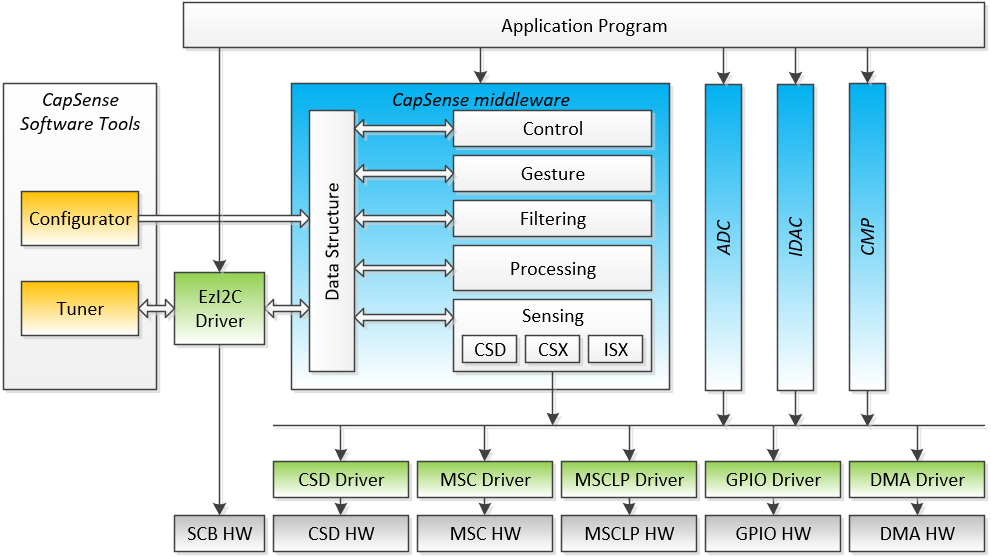 Application Program
CapSense
Software Tools
Configurator
Tuner
EzI2C
Driver
CapSense middleware
Data Structure
Control
Gesture
Filtering
Processing
Sensing
CSD
CSX
ISX
ADC
IDAC
CMP
CSD Driver
MSC Driver
MSCLP Driver
GPIO Driver
DMA Driver
SCB HW
CSD HW
MSC HW
MSCLP HW
GPIO HW
DMA HW